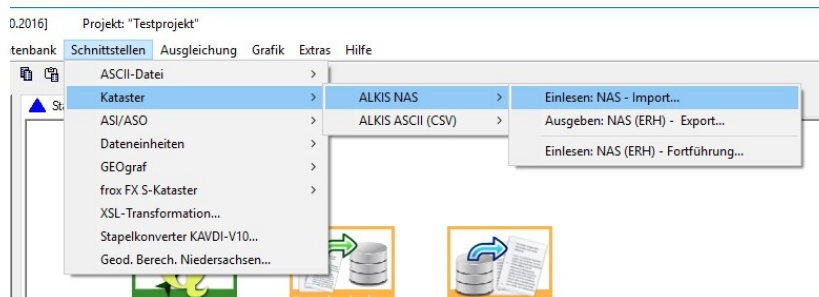 0.2016] Projekt: "Testprojekt"
tenbank Schnittstellen Ausgleichung Grafik Extras Hilfe
ASCII-Datei
Kataster
ASI/ASO
Dateneinheiten
GEOgraf
frox FX S-Kataster
XSL-Transformation...
Stapelkonverter KAVDI-V10...
Geod. Berech. Niedersachsen...
ALKIS NAS
ALKIS ASCII (CSV)
Einlesen: NAS - Import...
Ausgeben: NAS (ERH) - Export...
Einlesen: NAS (ERH) - Fortführung...